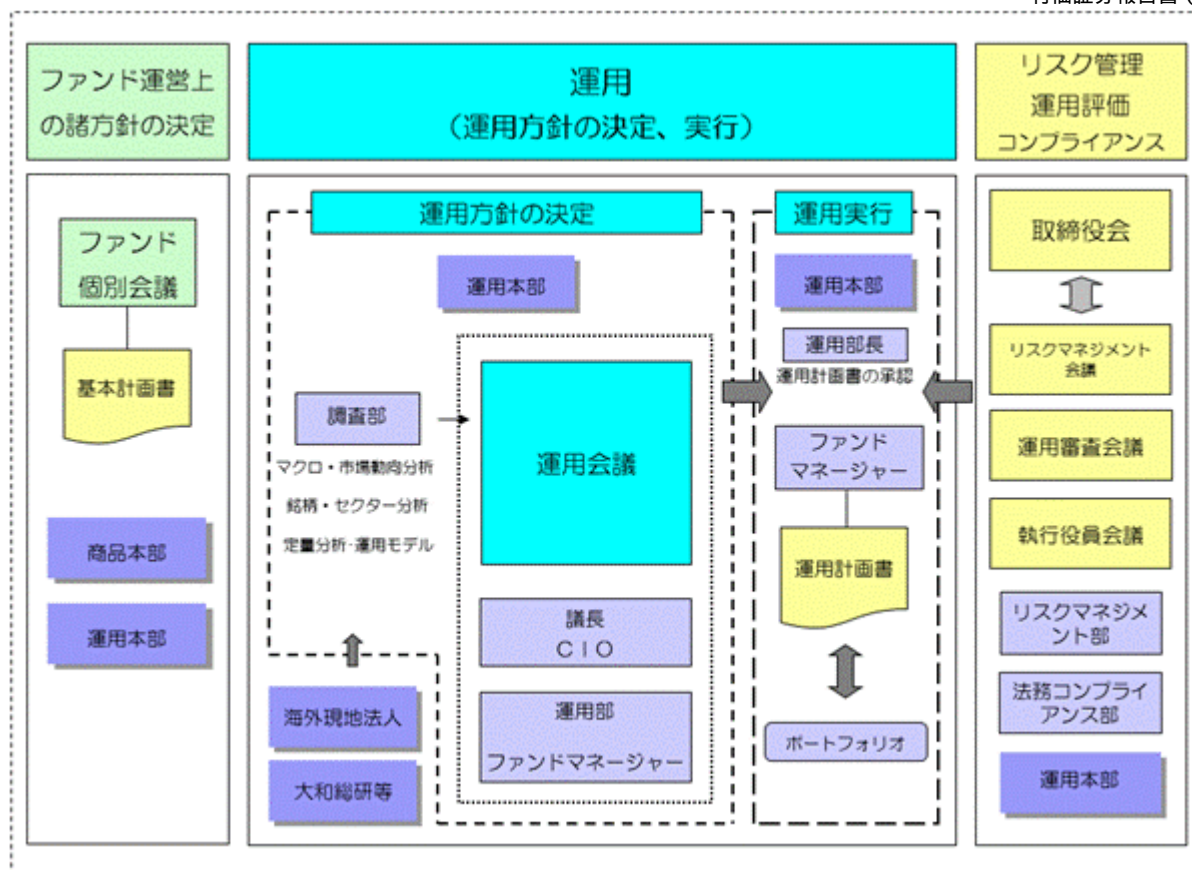 ファンド運営上
の諸方針の決定
運用
（運用方針の決定、実行）
リスク管理
運用評価
コンプライアンス
ファンド
個別会議
基本計画書
商品本部
運用本部
運用方針の決定
運用本部
調査部
マクロ・市場動向分析
銘柄・セクター分析
定量分析・運用モデル
海外現地法人
大和総研等
運用会議
議長
ＣＩＯ
運用部
ファンドマネージャー
運用実行
運用本部
運用部長
運用計画書の承認
ファンド
マネージャー
運用計画書
ポートフォリオ
取締役会
リスクマネジメント
会議
運用審査会議
執行役員会議
リスクマネジメ
ント部
法務コンプライ
アンス部
運用本部